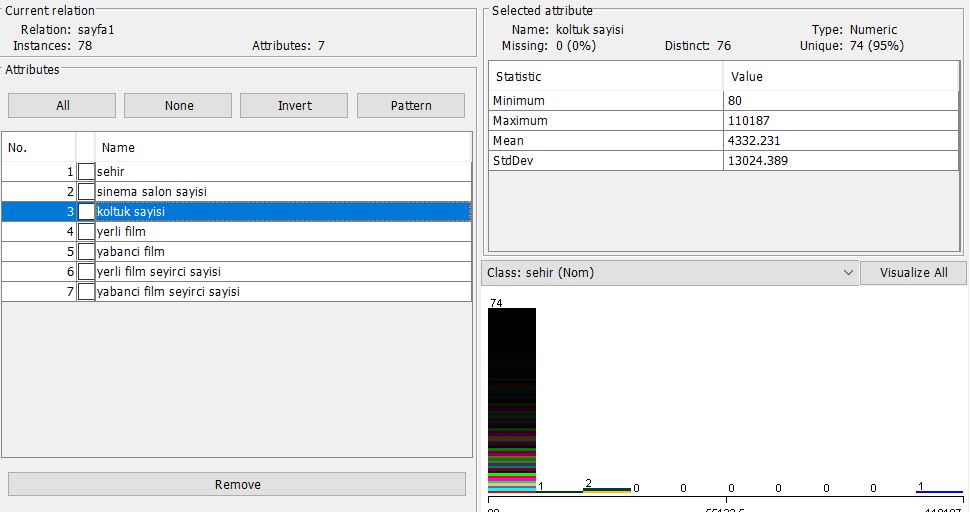 Current relation
Relation: sayfa1
Instances: 78 Attributes: 7
Attributes
All None Invert Pattern
No. Name
1 sehir
2 sinema salon sayisi
3 koltuk sayisi
4 yerli film
5 yabanci film
6 yerli film seyirci sayisi
7 yabanci film seyirci sayisi
Remove
Selected attribute
Name: koltuk sayisi Type: Numeric
Missing: 0 (0%) Distinct: 76 Unique: 74 (95%)
Statistic Value
Minimum 80
Maximum 110187
Mean 4332.231
StdDev 13024.389
Class: sehir (Nom) Visualize All
74
1 2 0 0 0 0 0 0 1